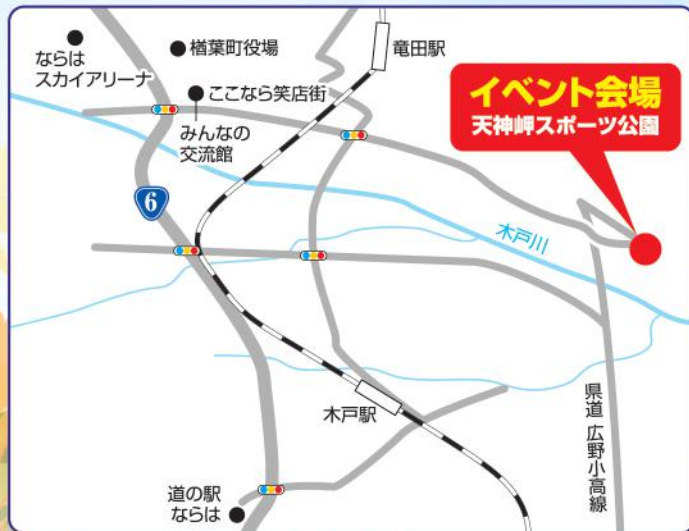 ならは
スカイアリーナ
楢葉町役場
竜田駅
ここなら笑店街
みんなの
交流館
イベント会場
天神岬スポーツ公園
6
木戸川
木戸駅
県道 広野小高線
道の駅
ならは